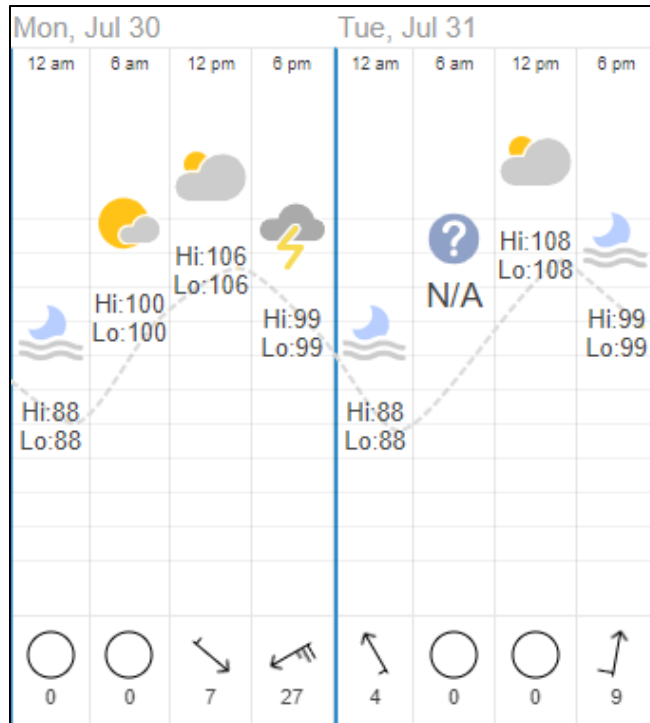 Mon, Jul 30 Tue, Jul 31
12 am 6 am 12 pm 6 pm 12 am 6 am 12 pm 6 pm
Hi:88
Lo:88
Hi:100
Lo:100
Hi:106
Lo:106
Hi:99
Lo:99
Hi:88
Lo:88
?
N/A
Hi:108
Lo:108
Hi:99
Lo:99
0 0 7 27 4 0 0 9